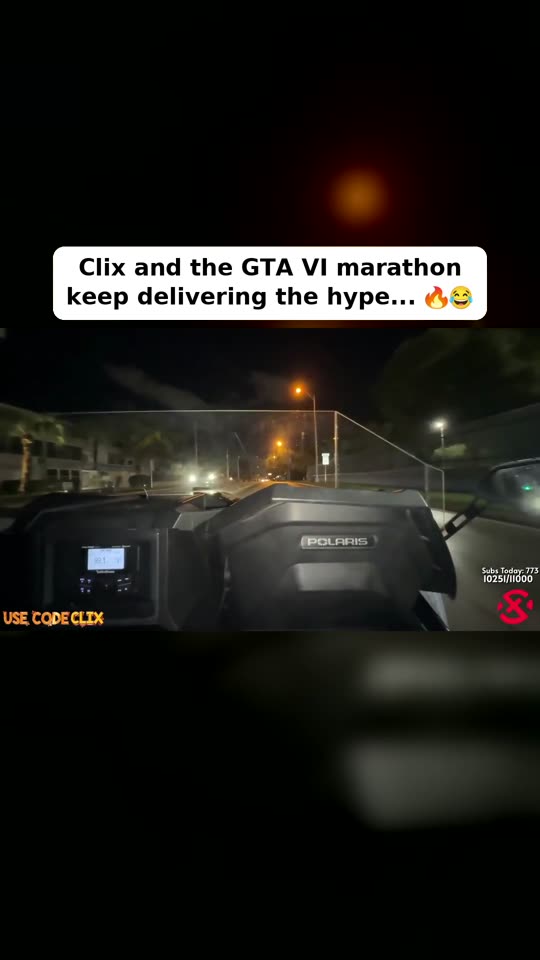 Clix and the GTA VI marathon
keep delivering the hype... 🔥😂
POLARIS
Subs Today: 773
10251/11000
USE CODE CLIX